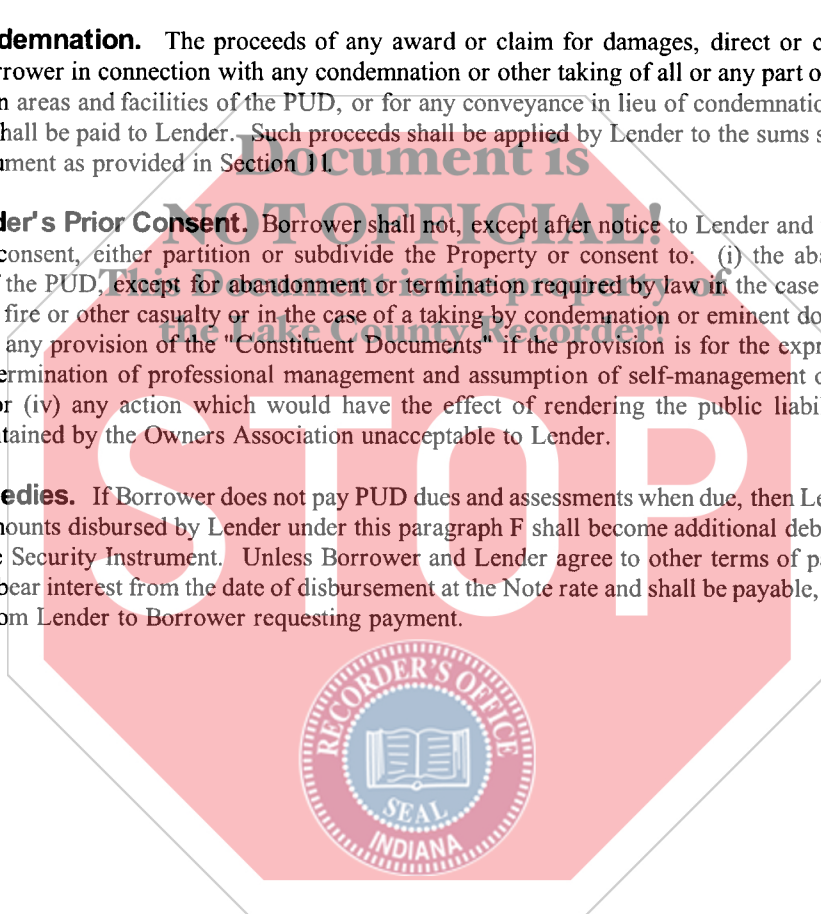 demnation. The proceeds of any award or claim for damages, direct or c
rrower in connection with any condemnation or other taking of all or any part o
n areas and facilities of the PUD, or for any conveyance in lieu of condemnatio
hall be paid to Lender. Such proceeds shall be applied by Lender to the sums s
ument as provided in Section 11.
Document is
NOT OFFICIAL!
This Document is the property of
the Lake County Recorder!
der's Prior Consent. Borrower shall not, except after notice to Lender and
consent, either partition or subdivide the Property or consent to: (i) the aba
f the PUD, except for abandonment or termination required by law in the case
fire or other casualty or in the case of a taking by condemnation or eminent do
any provision of the "Constituent Documents" if the provision is for the expr
ermination of professional management and assumption of self-management o
or (iv) any action which would have the effect of rendering the public liabil
tained by the Owners Association unacceptable to Lender.
STOP
edies. If Borrower does not pay PUD dues and assessments when due, then Le
nounts disbursed by Lender under this paragraph F shall become additional deb
e Security Instrument. Unless Borrower and Lender agree to other terms of p
bear interest from the date of disbursement at the Note rate and shall be payable,
om Lender to Borrower requesting payment.
RECORDER'S OFFICE
SEAL
INDIANA